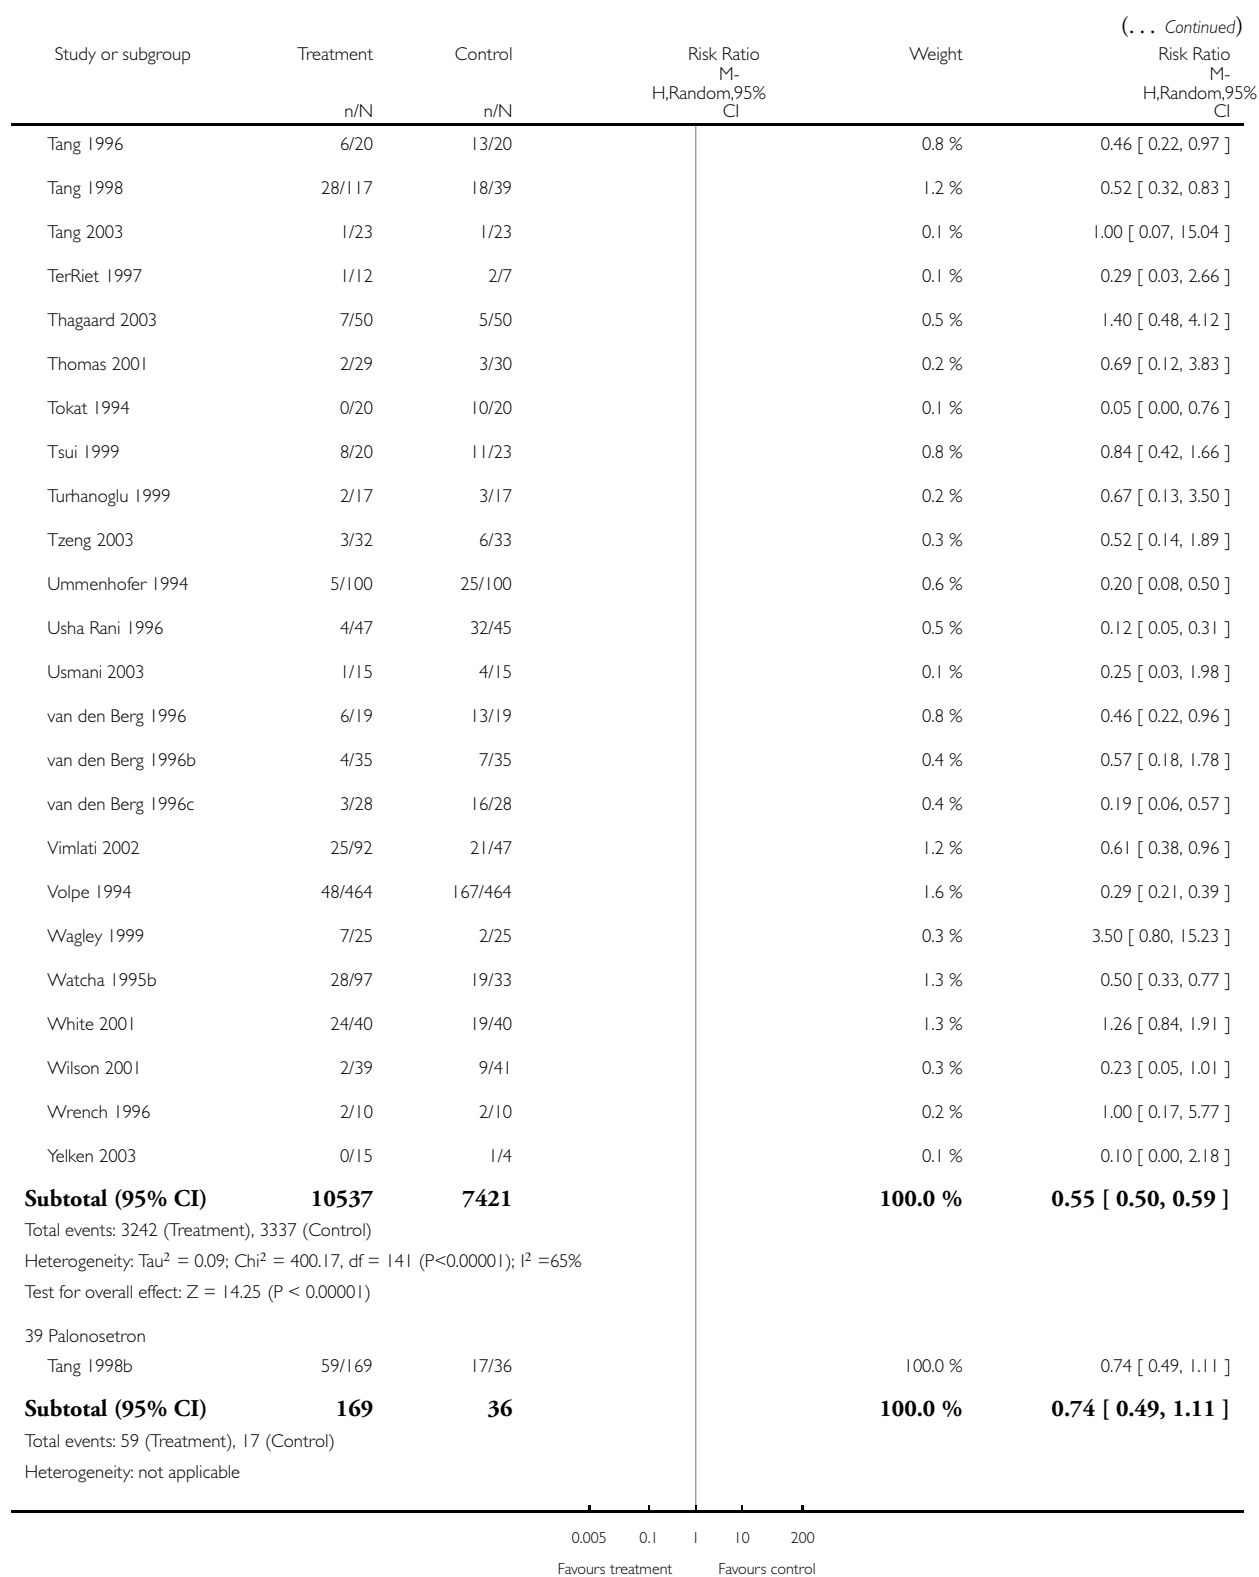 (... Continued)
Study or subgroup Treatment Control Risk Ratio Weight Risk Ratio
M- M-
H,Random,95% H,Random,95%
n/N n/N CI CI
Tang 1996 6/20 13/20 0.8 % 0.46 [ 0.22, 0.97 ]
Tang 1998 28/117 18/39 1.2 % 0.52 [ 0.32, 0.83 ]
Tang 2003 1/23 1/23 0.1 % 1.00 [ 0.07, 15.04 ]
TerRiet 1997 1/12 2/7 0.1 % 0.29 [ 0.03, 2.66 ]
Thagaard 2003 7/50 5/50 0.5 % 1.40 [ 0.48, 4.12 ]
Thomas 2001 2/29 3/30 0.2 % 0.69 [ 0.12, 3.83 ]
Tokat 1994 0/20 10/20 0.1 % 0.05 [ 0.00, 0.76 ]
Tsui 1999 8/20 11/23 0.8 % 0.84 [ 0.42, 1.66 ]
Turhanoglu 1999 2/17 3/17 0.2 % 0.67 [ 0.13, 3.50 ]
Tzeng 2003 3/32 6/33 0.3 % 0.52 [ 0.14, 1.89 ]
Ummenhofer 1994 5/100 25/100 0.6 % 0.20 [ 0.08, 0.50 ]
Usha Rani 1996 4/47 32/45 0.5 % 0.12 [ 0.05, 0.31 ]
Usmani 2003 1/15 4/15 0.1 % 0.25 [ 0.03, 1.98 ]
van den Berg 1996 6/19 13/19 0.8 % 0.46 [ 0.22, 0.96 ]
van den Berg 1996b 4/35 7/35 0.4 % 0.57 [ 0.18, 1.78 ]
van den Berg 1996c 3/28 16/28 0.4 % 0.19 [ 0.06, 0.57 ]
Vimlati 2002 25/92 21/47 1.2 % 0.61 [ 0.38, 0.96 ]
Volpe 1994 48/464 167/464 1.6 % 0.29 [ 0.21, 0.39 ]
Wagley 1999 7/25 2/25 0.3 % 3.50 [ 0.80, 15.23 ]
Watcha 1995b 28/97 19/33 1.3 % 0.50 [ 0.33, 0.77 ]
White 2001 24/40 19/40 1.3 % 1.26 [ 0.84, 1.91 ]
Wilson 2001 2/39 9/41 0.3 % 0.23 [ 0.05, 1.01 ]
Wrench 1996 2/10 2/10 0.2 % 1.00 [ 0.17, 5.77 ]
Yelken 2003 0/15 1/4 0.1 % 0.10 [ 0.00, 2.18 ]
Subtotal (95% CI) 10537 7421 100.0 % 0.55 [ 0.50, 0.59 ]
Total events: 3242 (Treatment), 3337 (Control)
Heterogeneity: Tau² = 0.09; Chi² = 400.17, df = 141 (P<0.00001); I² =65%
Test for overall effect: Z = 14.25 (P < 0.00001)
39 Palonosetron
Tang 1998b 59/169 17/36 100.0 % 0.74 [ 0.49, 1.11 ]
Subtotal (95% CI) 169 36 100.0 % 0.74 [ 0.49, 1.11 ]
Total events: 59 (Treatment), 17 (Control)
Heterogeneity: not applicable
0.005 0.1 1 10 200
Favours treatment Favours control